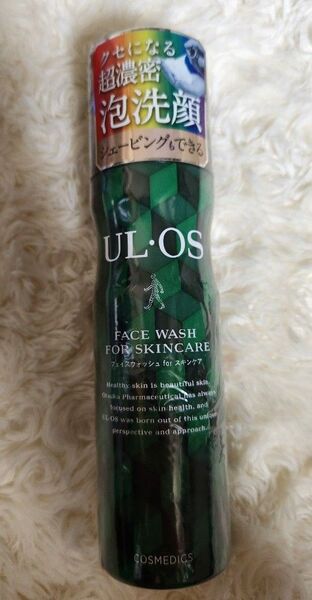 クセになる
超濃密
泡洗顔
シェービングもできる
UL·OS
FACE WASH
FOR SKINCARE
フェイスウォッシュ for スキンケア
Healthy skin is beautiful skin.
Otsuka Pharmaceutical has always
focused on skin health, and
UL·OS was born out of this unique
perspective and approach.
COSMEDICS